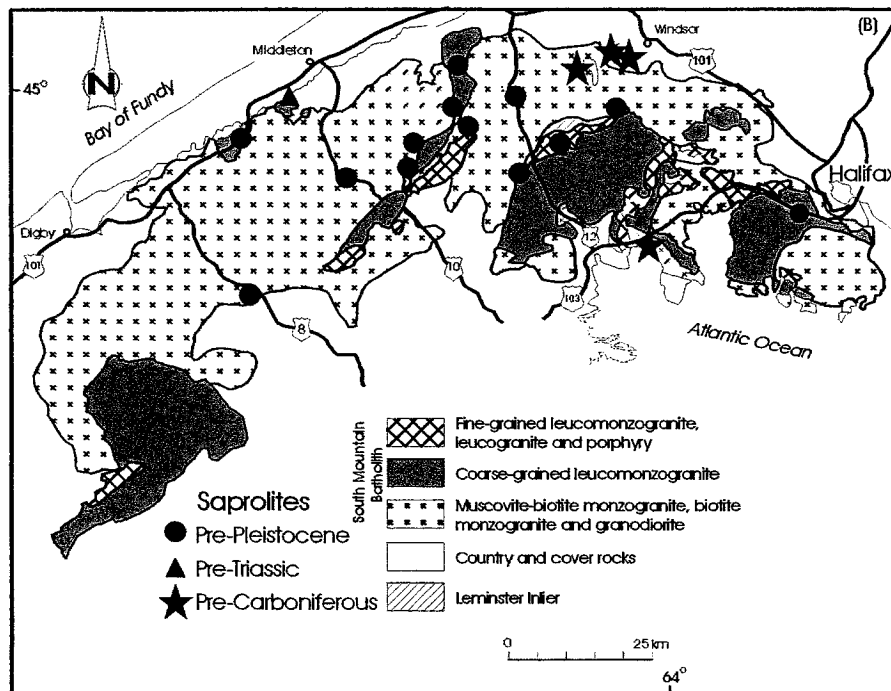 (B)
Windsor
Middleton
101
45°
N
Bay of Fundy
Halifax
Digby
101
12
10
103
8
Atlantic Ocean
South Mountain
Batholith
Fine-grained leucomonzogranite,
leucogranite and porphyry
Coarse-grained leucomonzogranite
Muscovite-biotite monzogranite, biotite
monzogranite and granodiorite
Country and cover rocks
Leminster Inlier
Saprolites
Pre-Pleistocene
Pre-Triassic
Pre-Carboniferous
0 25 km
64°